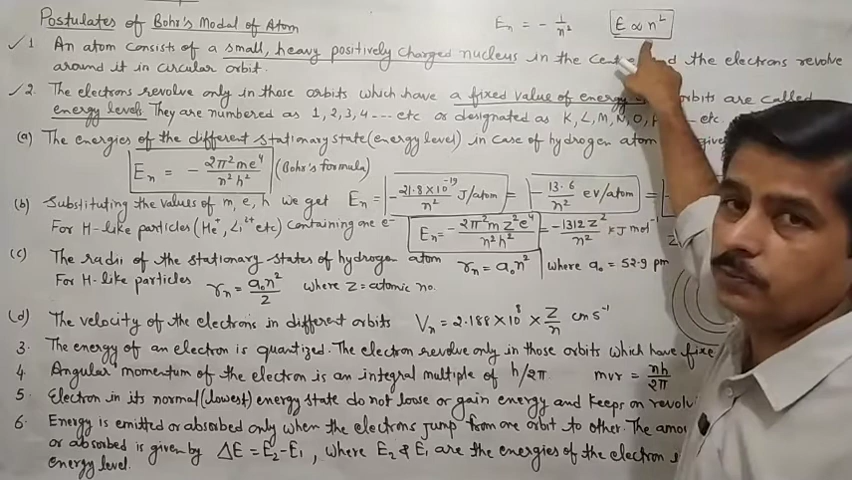 Postulates of Bohr's Modal of Atom
En = - 1/n²
E ∝ n²
✓ 1. An atom consists of a small, heavy positively charged nucleus in the the electrons revolve
around it in circular orbit.
✓ 2. The electrons revolve only in those orbits which have a fixed value of energy. orbits are called
energy levels. They are numbered as 1, 2, 3, 4 ---- etc or designated as K, L, M, N, O, etc.
(a) The energies of the different stationary state (energy level) in case of hydrogen atom
En = - 2π²me⁴/n²h² (Bohr's formula)
(b) Substituting the values of m, e, h we get En = - 21.8 × 10⁻¹⁹/n² J/atom = - 13.6/n² ev/atom = -
For H-like particles (He⁺, Li²⁺ etc) Containing one e⁻ En = - 2π²mz²e⁴/n²h² = - 1312z²/n² kJ mol⁻¹
(c) The radii of the stationary states of hydrogen atom rn = a₀n² where a₀ = 52.9 pm
For H-like particles rn = a₀n²/z where z = atomic no.
(d) The velocity of the electrons in different orbits Vn = 2.188 × 10⁸ × z/n cm s⁻¹
3. The energy of an electron is quantized. The electron revolve only in those orbits which have fixe
4. Angular momentum of the electron is an integral multiple of h/2π mvr = nh/2π
5. Electron in its normal (lowest) energy state do not loose or gain energy and keeps on revolvi
6. Energy is emitted or absorbed only when the electrons jump from one orbit to other. The amou
or absorbed is given by ΔE = E₂ - E₁, where E₂ & E₁ are the energies of the electron
energy level.